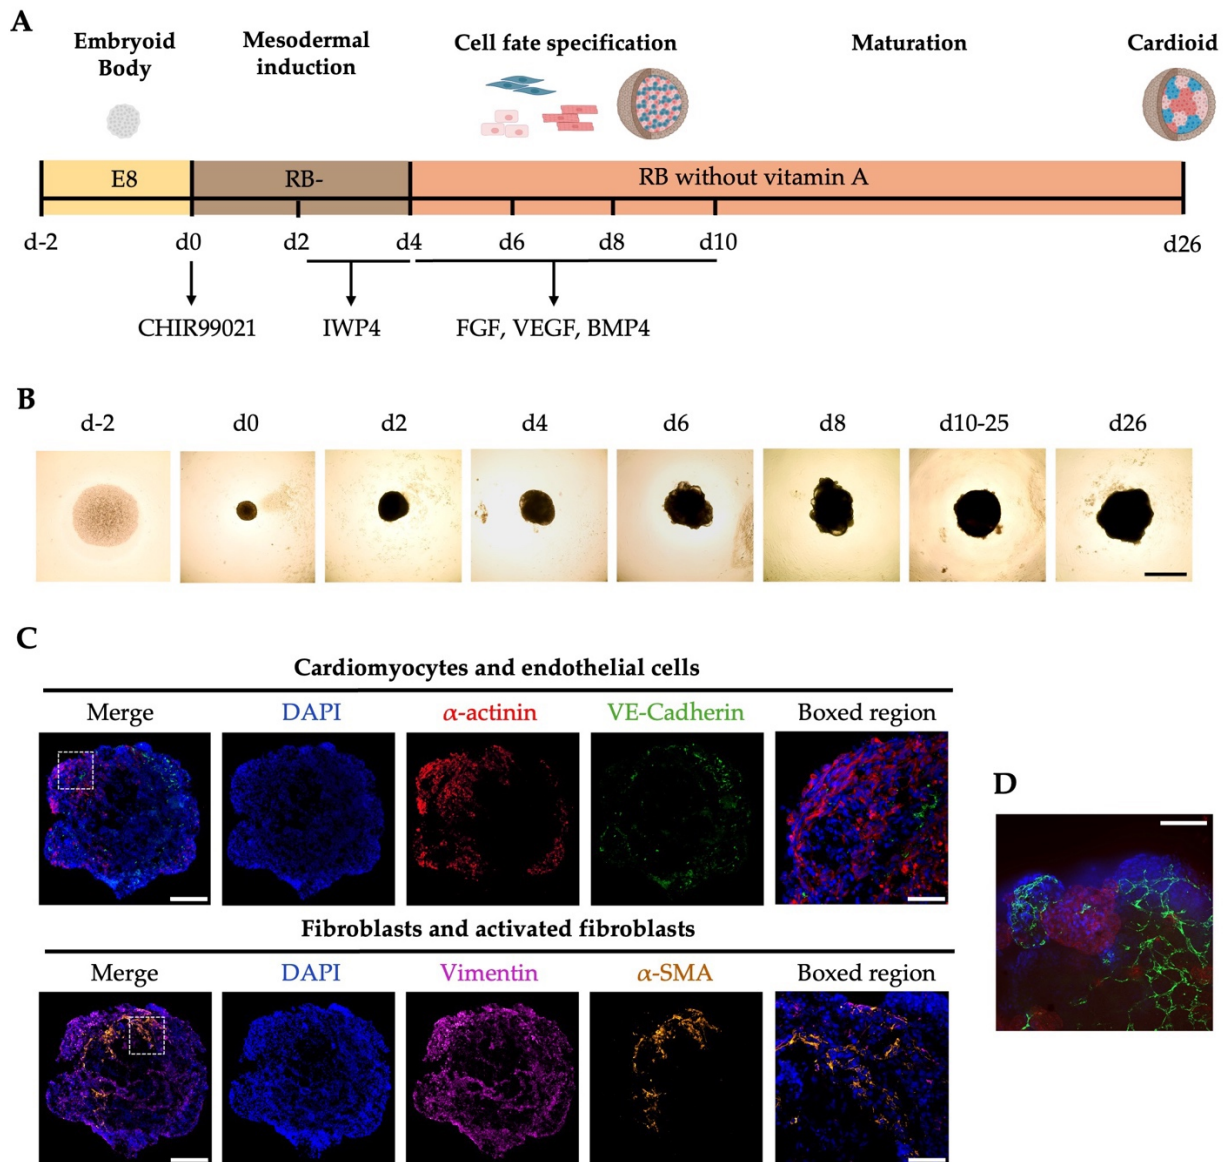 A
Embryoid
Body
Mesodermal
induction
Cell fate specification
Maturation
Cardioid
E8
RB-
RB without vitamin A
d-2
d0
d2
d4
d6
d8
d10
d26
CHIR99021
IWP4
FGF, VEGF, BMP4
B
d-2
d0
d2
d4
d6
d8
d10-25
d26
C
Cardiomyocytes and endothelial cells
Merge
DAPI
α-actinin
VE-Cadherin
Boxed region
D
Fibroblasts and activated fibroblasts
Merge
DAPI
Vimentin
α-SMA
Boxed region